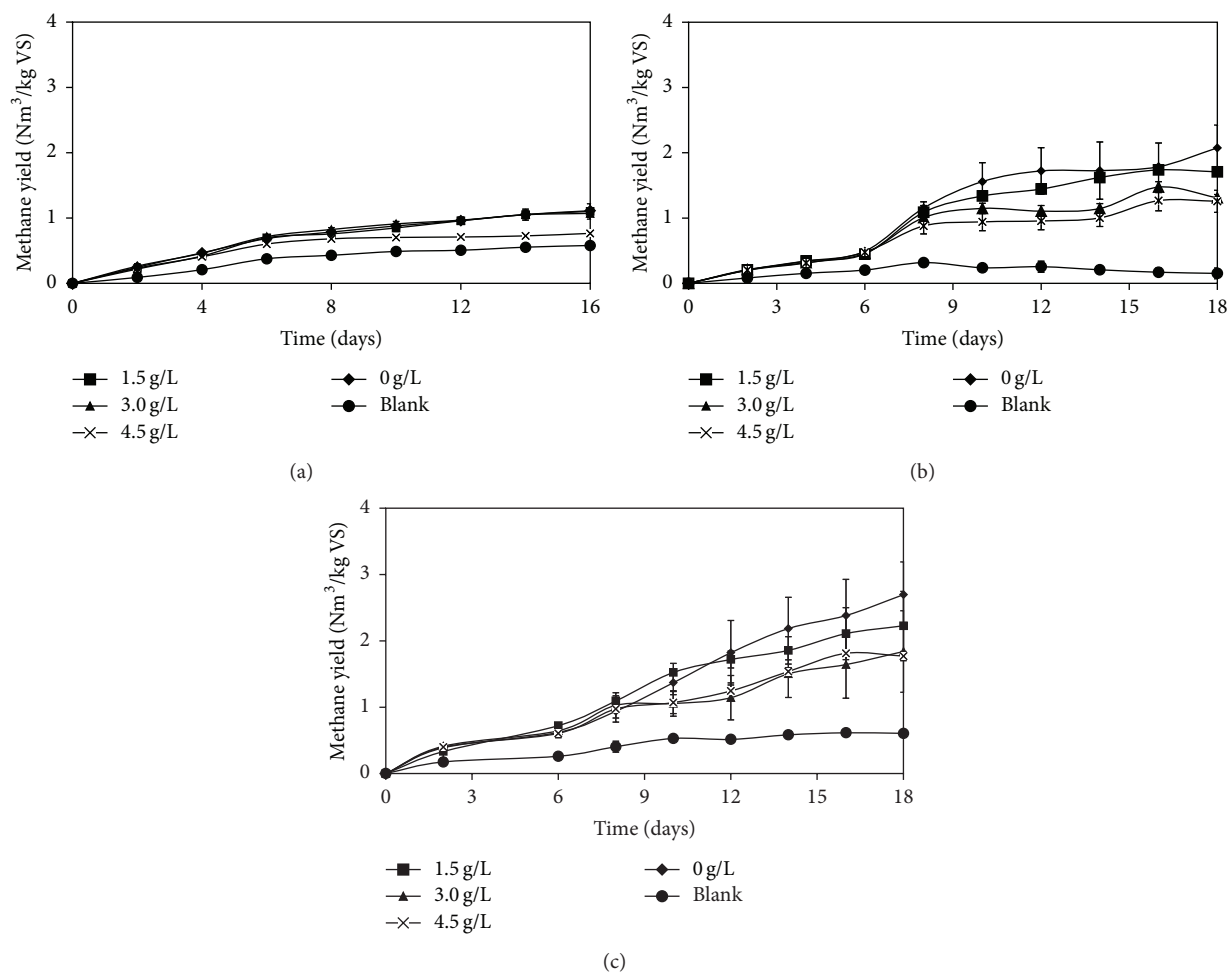 4
3
2
1
0
Methane yield (Nm³/kg VS)
0 4 8 12 16
Time (days)
1.5 g/L 0 g/L
3.0 g/L Blank
4.5 g/L
(a)
4
3
2
1
0
Methane yield (Nm³/kg VS)
0 3 6 9 12 15 18
Time (days)
1.5 g/L 0 g/L
3.0 g/L Blank
4.5 g/L
(b)
4
3
2
1
0
Methane yield (Nm³/kg VS)
0 3 6 9 12 15 18
Time (days)
1.5 g/L 0 g/L
3.0 g/L Blank
4.5 g/L
(c)